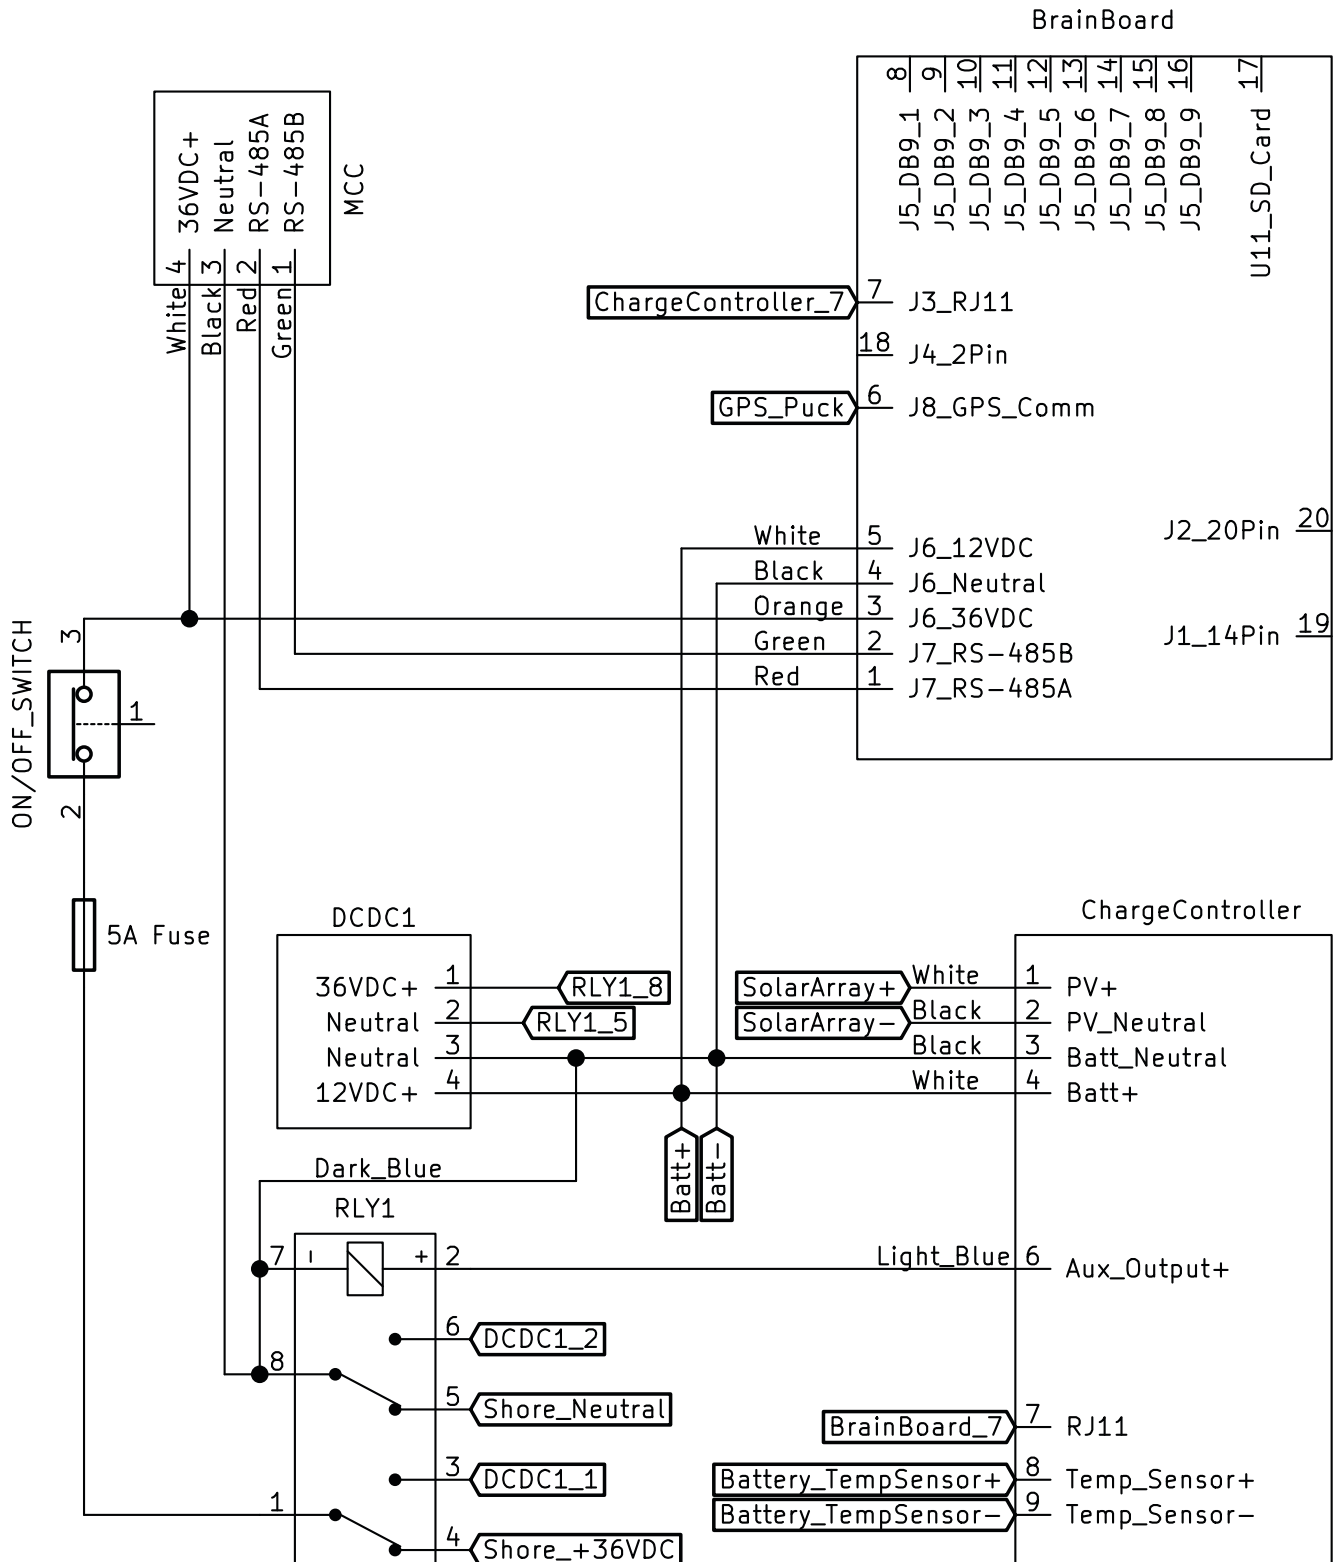 BrainBoard
8
9
10
11
12
13
14
15
16
17
J5_DB9_1
J5_DB9_2
J5_DB9_3
J5_DB9_4
J5_DB9_5
J5_DB9_6
J5_DB9_7
J5_DB9_8
J5_DB9_9
U11_SD_Card
36VDC+
Neutral
RS-485A
RS-485B
MCC
4
3
2
1
White
Black
Red
Green
ChargeController_7
7
J3_RJ11
18
J4_2Pin
GPS_Puck
6
J8_GPS_Comm
J2_20Pin
20
White
5
J6_12VDC
Black
4
J6_Neutral
Orange
3
J6_36VDC
J1_14Pin
19
Green
2
J7_RS-485B
Red
1
J7_RS-485A
ON/OFF_SWITCH
3
1
2
5A Fuse
DCDC1
36VDC+
1
RLY1_8
Neutral
2
RLY1_5
Neutral
3
12VDC+
4
ChargeController
SolarArray+
White
1
PV+
SolarArray-
Black
2
PV_Neutral
Black
3
Batt_Neutral
White
4
Batt+
Batt+
Batt-
Dark_Blue
RLY1
7
-
+
2
Light_Blue
6
Aux_Output+
6
DCDC1_2
8
5
Shore_Neutral
3
DCDC1_1
1
4
Shore_+36VDC
BrainBoard_7
7
RJ11
Battery_TempSensor+
8
Temp_Sensor+
Battery_TempSensor-
9
Temp_Sensor-